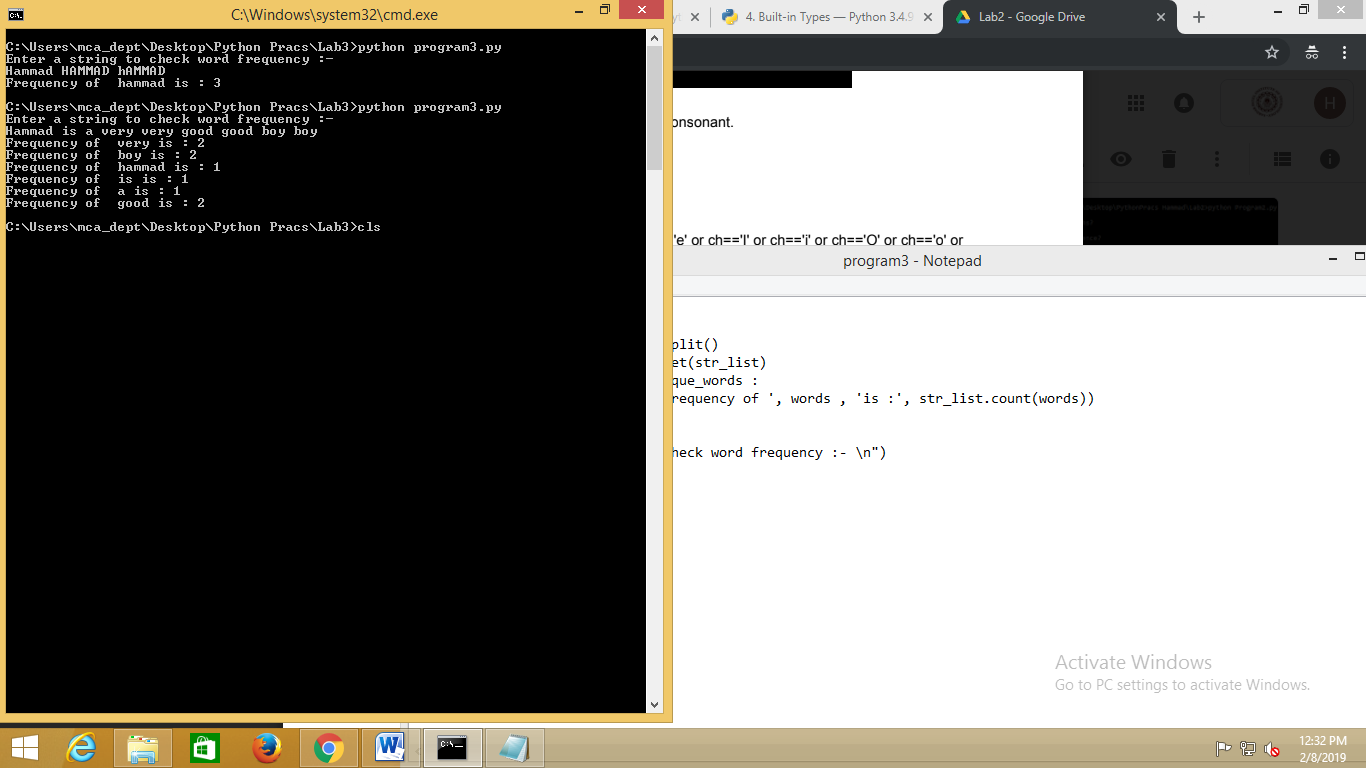 C:\Windows\system32\cmd.exe
C:\Users\mca_dept\Desktop\Python Pracs\Lab3>python program3.py
Enter a string to check word frequency :-
Hammad HAMMAD hAMMAD
Frequency of  hammad is : 3
C:\Users\mca_dept\Desktop\Python Pracs\Lab3>python program3.py
Enter a string to check word frequency :-
Hammad is a very very good good boy boy
Frequency of  very is : 2
Frequency of  boy is : 2
Frequency of  hammad is : 1
Frequency of  is is : 1
Frequency of  a is : 1
Frequency of  good is : 2
C:\Users\mca_dept\Desktop\Python Pracs\Lab3>cls
4. Built-in Types — Python 3.4.9
Lab2 - Google Drive
H
onsonant.
'e' or ch=='I' or ch=='i' or ch=='O' or ch=='o' or
program3 - Notepad
plit()
et(str_list)
que_words :
requency of ', words , 'is :', str_list.count(words))
heck word frequency :- \n")
Activate Windows
Go to PC settings to activate Windows.
12:32 PM
2/8/2019